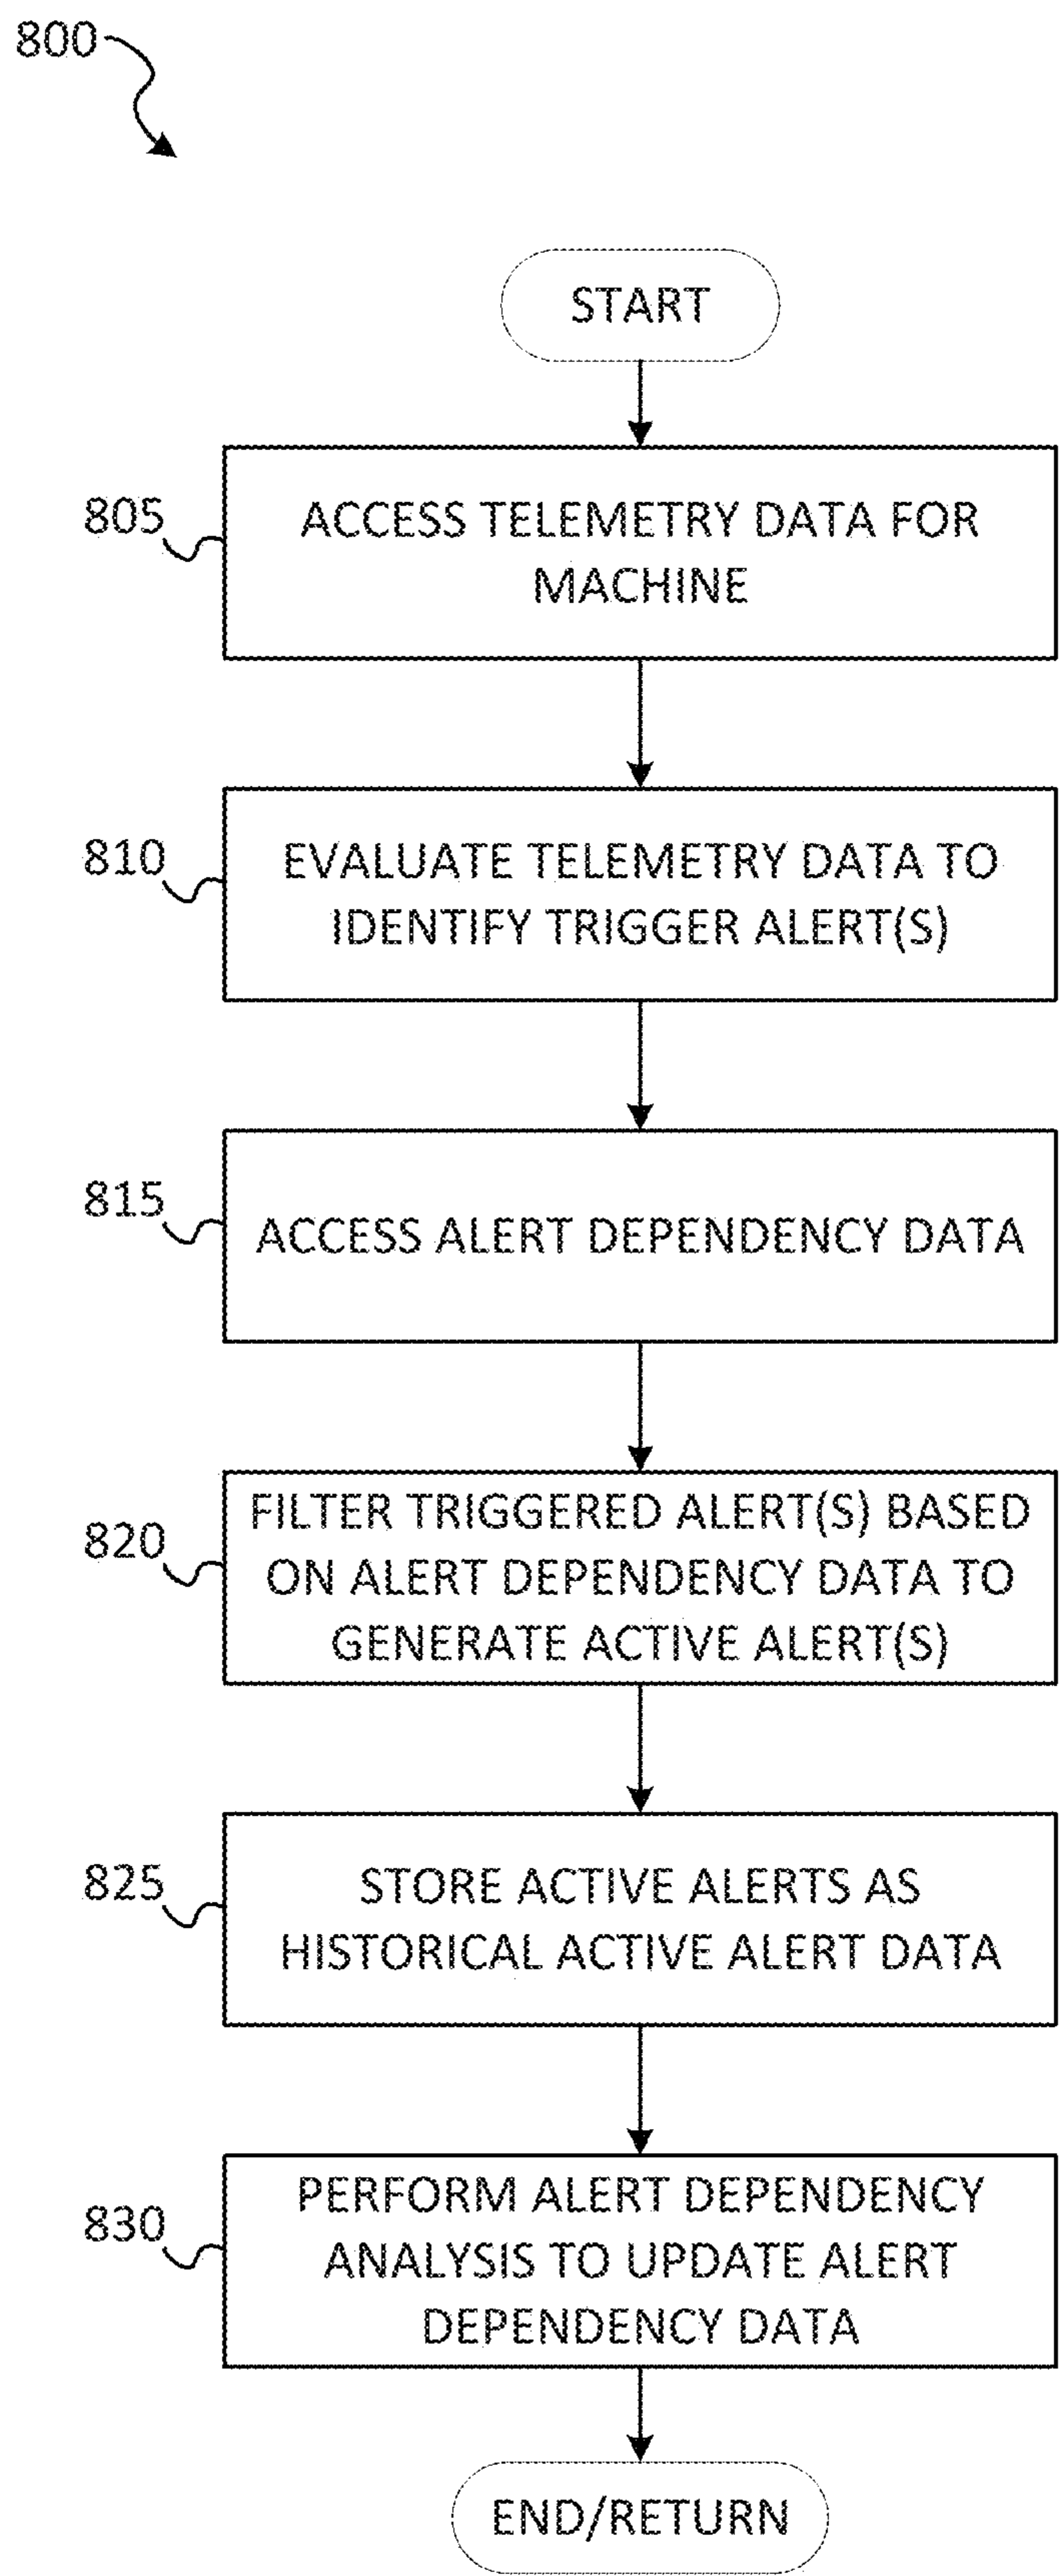 800
START
805
ACCESS TELEMETRY DATA FOR
MACHINE
810
EVALUATE TELEMETRY DATA TO
IDENTIFY TRIGGER ALERT(S)
815
ACCESS ALERT DEPENDENCY DATA
820
FILTER TRIGGERED ALERT(S) BASED
ON ALERT DEPENDENCY DATA TO
GENERATE ACTIVE ALERT(S)
825
STORE ACTIVE ALERTS AS
HISTORICAL ACTIVE ALERT DATA
830
PERFORM ALERT DEPENDENCY
ANALYSIS TO UPDATE ALERT
DEPENDENCY DATA
END/RETURN